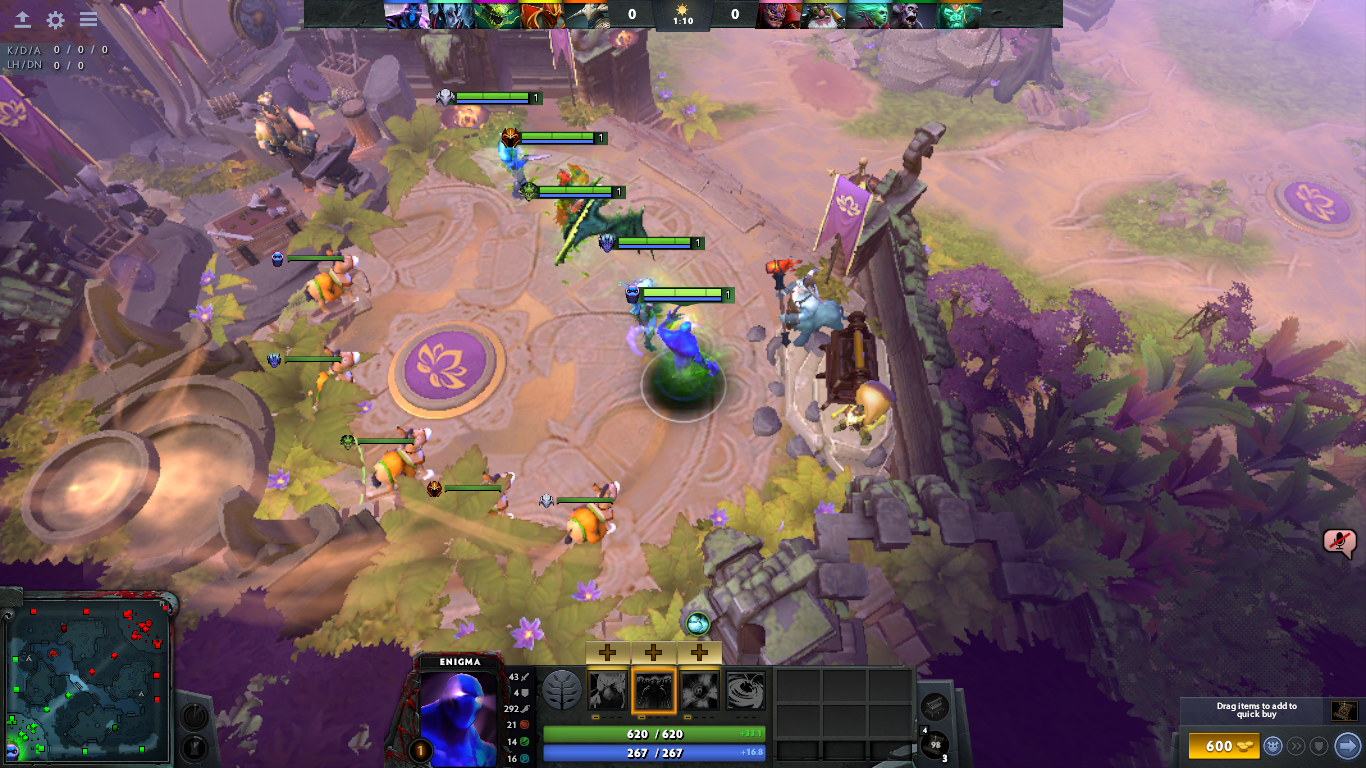 0 1:10 0
K/D/A 0 / 0 / 0
LH/DN 0 / 0
1
1
1
1
1
ENIGMA
43
4
292
21
14
16
1
620 / 620 +33.1
267 / 267 +16.8
4
98
3
Drag items to add to
quick buy
600